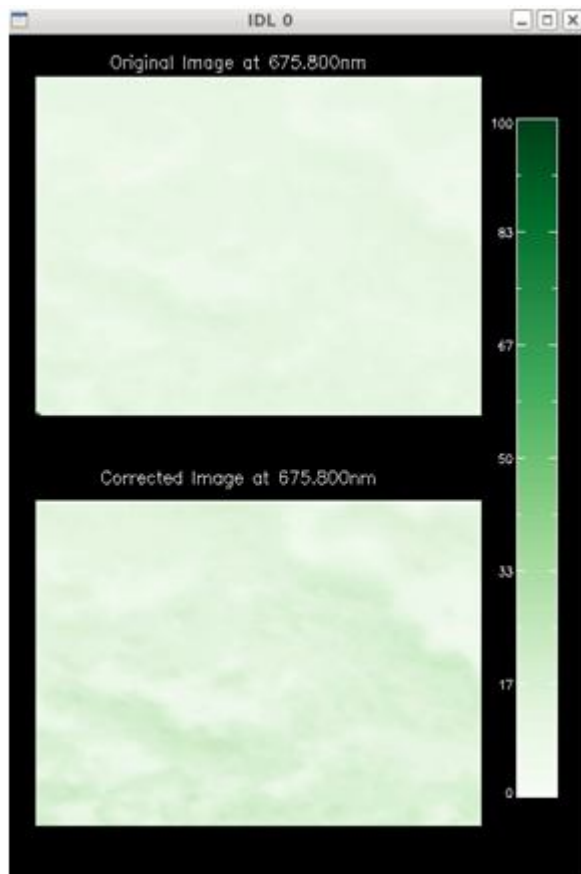 IDL 0
Original Image at 675.800nm
100
83
67
50
33
17
0
Corrected Image at 675.800nm